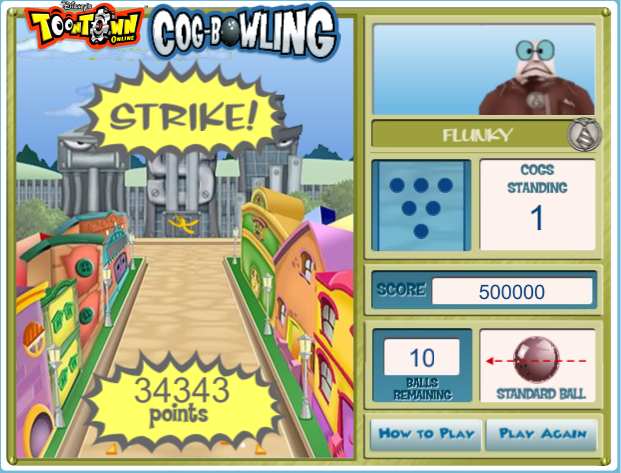 Disney's
TOONTOWN
ONLINE
COG-BOWLING
STRIKE!
34343
points
FLUNKY
COGS
STANDING
1
SCORE 500000
10
BALLS
REMAINING
STANDARD BALL
HOW TO PLAY
PLAY AGAIN